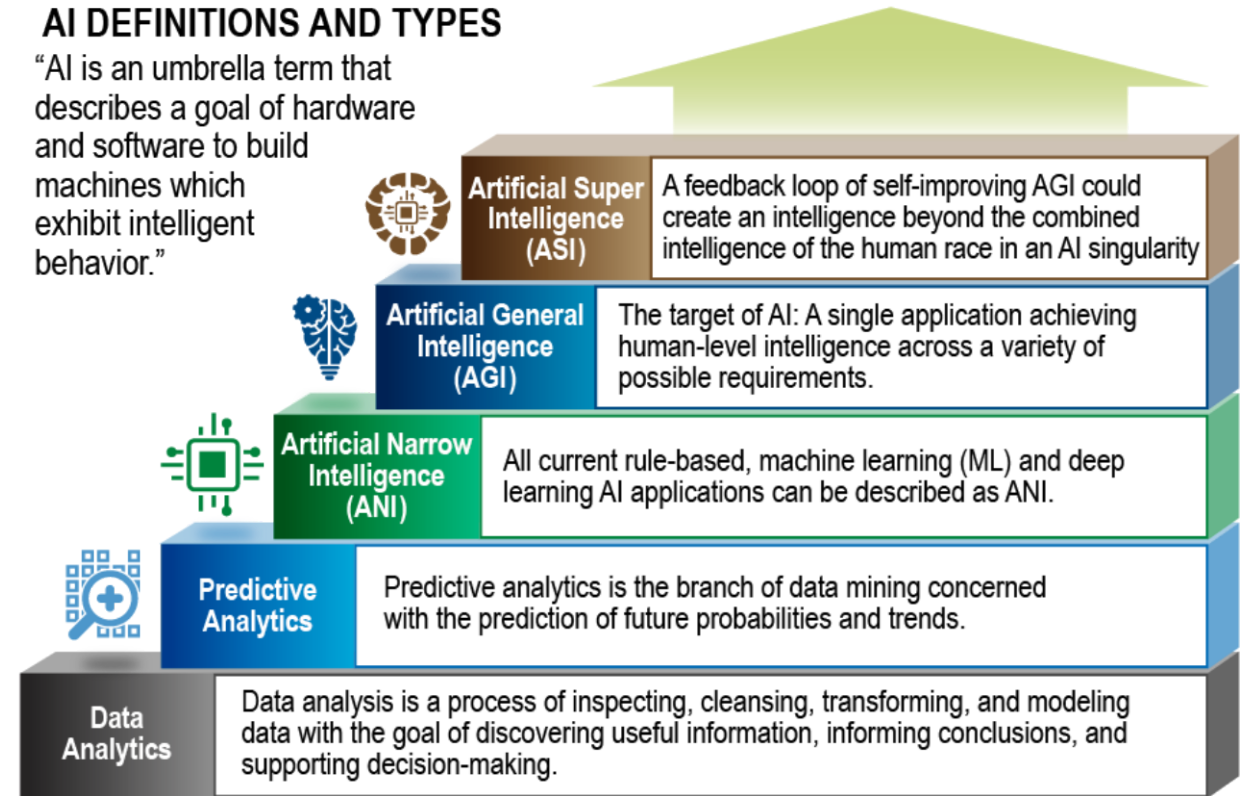 AI DEFINITIONS AND TYPES
“AI is an umbrella term that
describes a goal of hardware
and software to build
machines which
exhibit intelligent
behavior.”
Artificial Super
Intelligence
(ASI)
A feedback loop of self-improving AGI could
create an intelligence beyond the combined
intelligence of the human race in an AI singularity
Artificial General
Intelligence
(AGI)
The target of AI: A single application achieving
human-level intelligence across a variety of
possible requirements.
Artificial Narrow
Intelligence
(ANI)
All current rule-based, machine learning (ML) and deep
learning AI applications can be described as ANI.
Predictive
Analytics
Predictive analytics is the branch of data mining concerned
with the prediction of future probabilities and trends.
Data
Analytics
Data analysis is a process of inspecting, cleansing, transforming, and modeling
data with the goal of discovering useful information, informing conclusions, and
supporting decision-making.